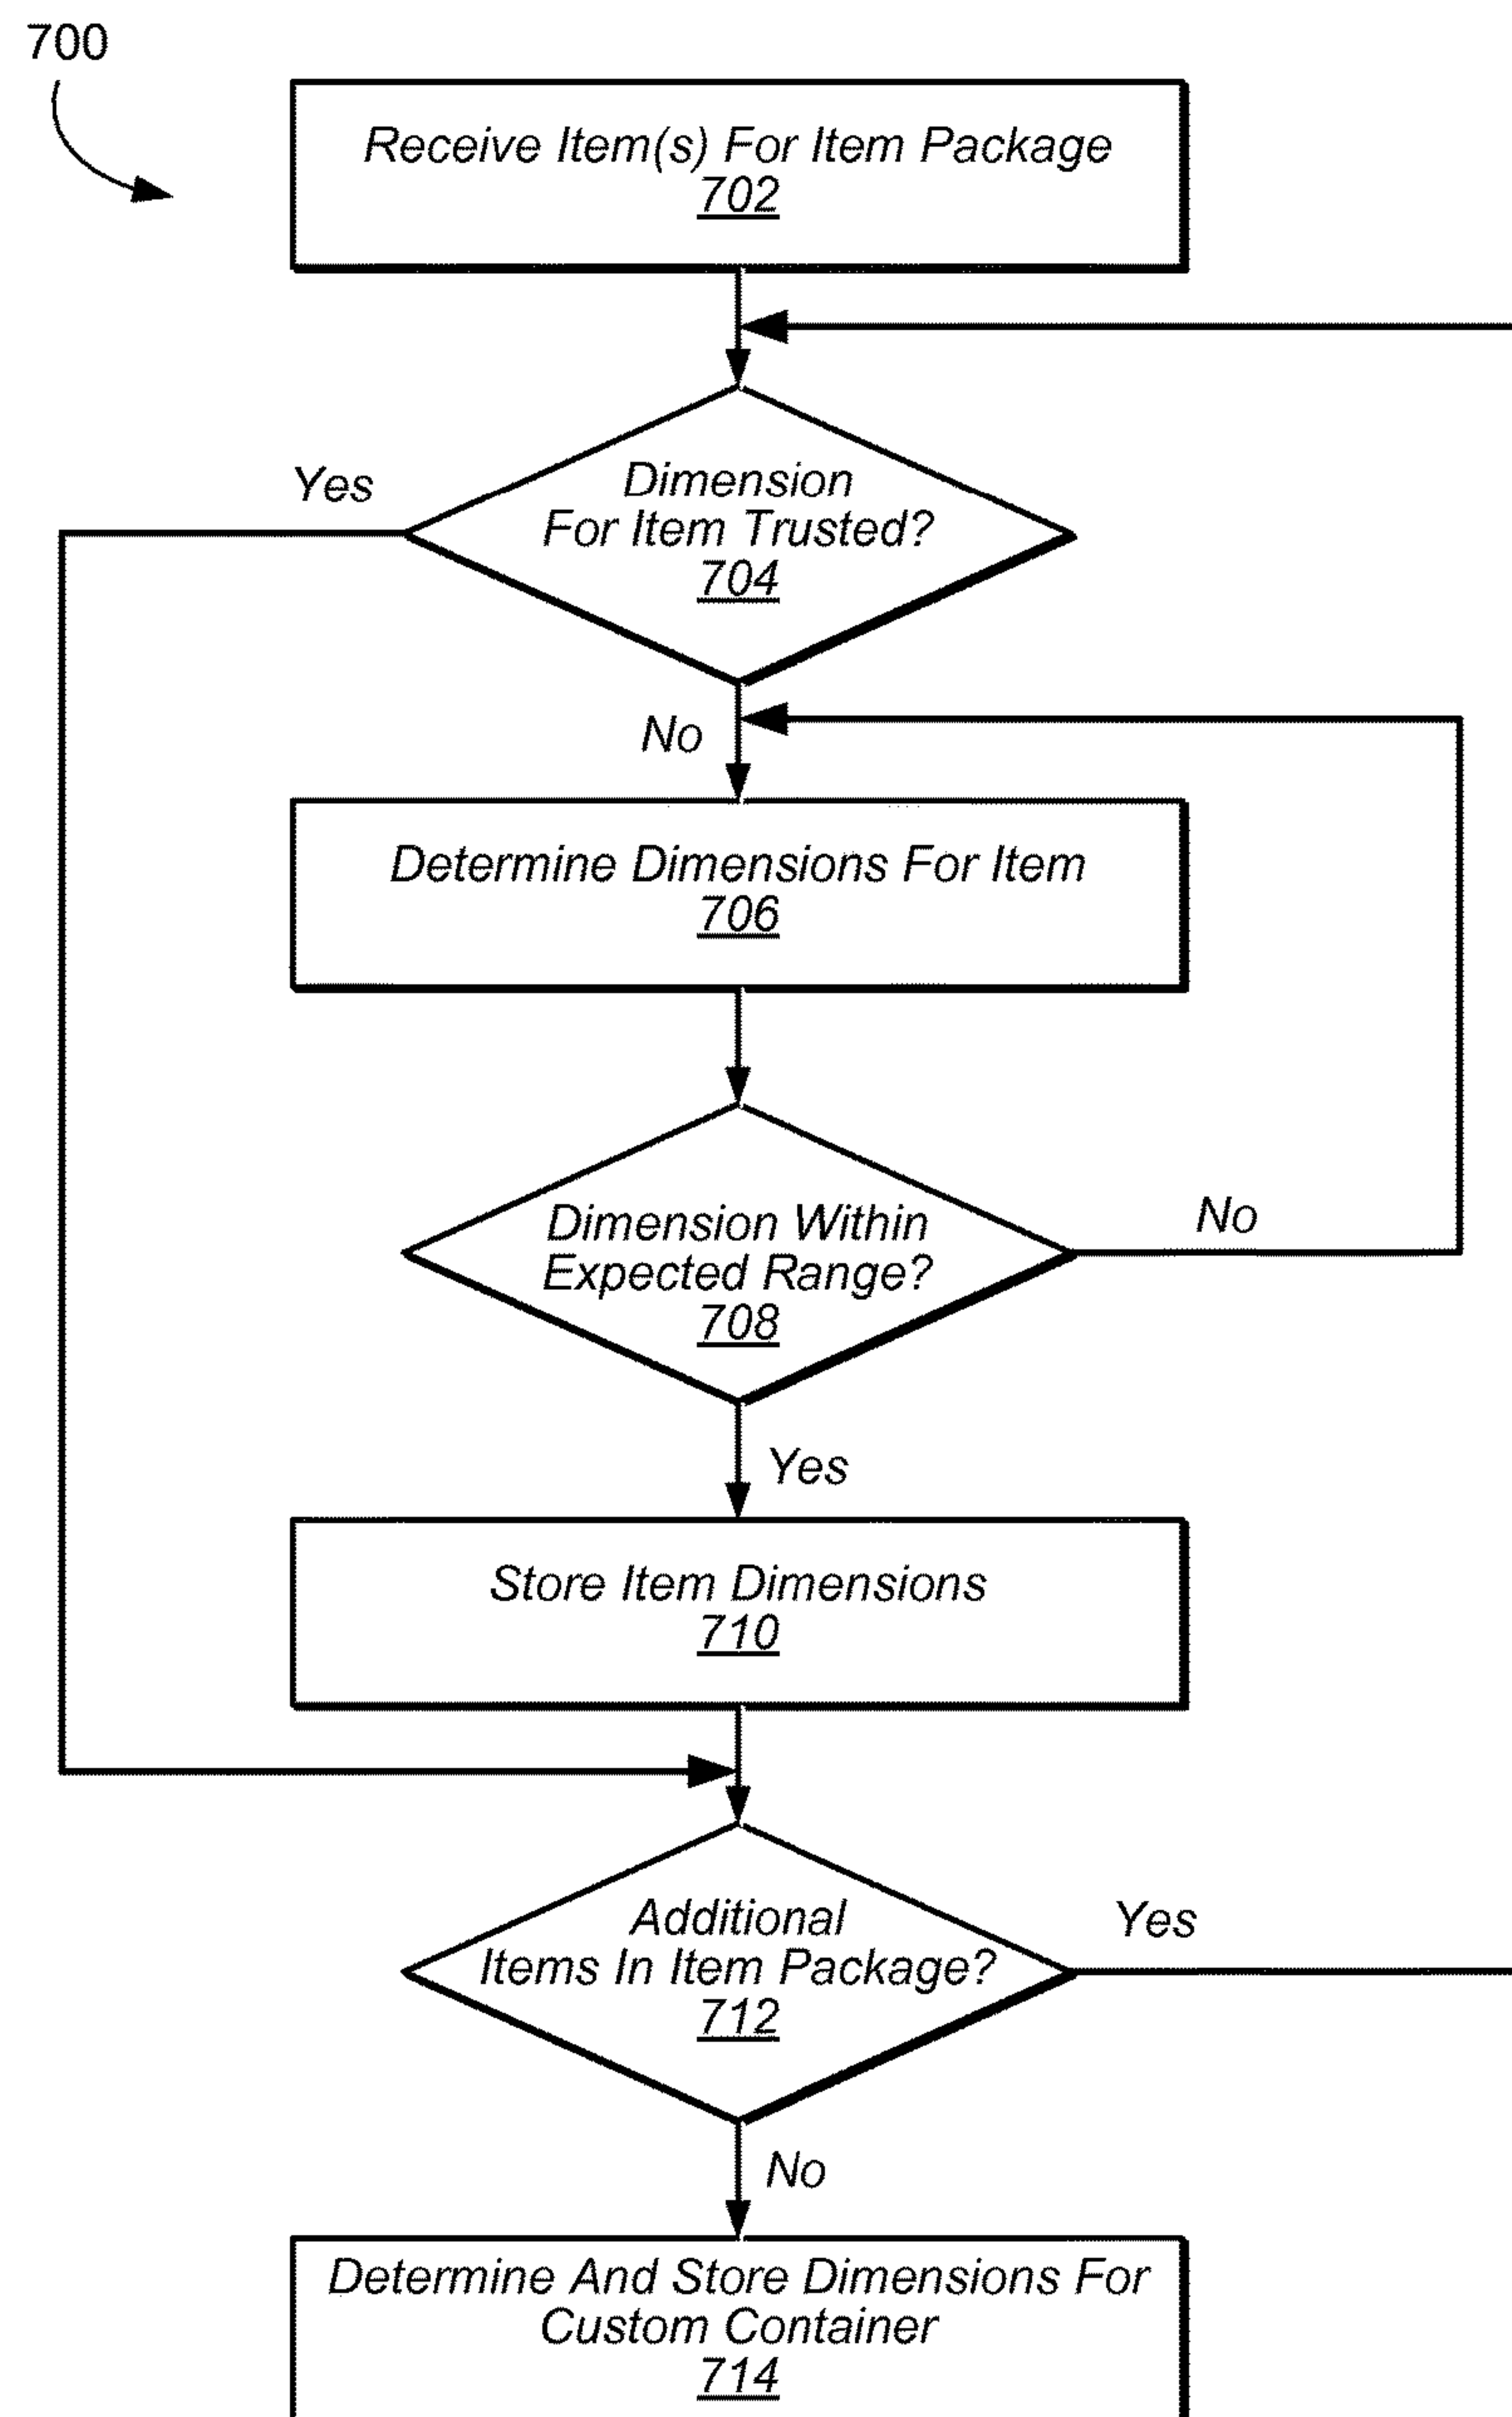 700
Receive Item(s) For Item Package
702
Yes
Dimension
For Item Trusted?
704
No
Determine Dimensions For Item
706
Dimension Within
Expected Range?
708
No
Yes
Store Item Dimensions
710
Additional
Items In Item Package?
712
Yes
No
Determine And Store Dimensions For
Custom Container
714